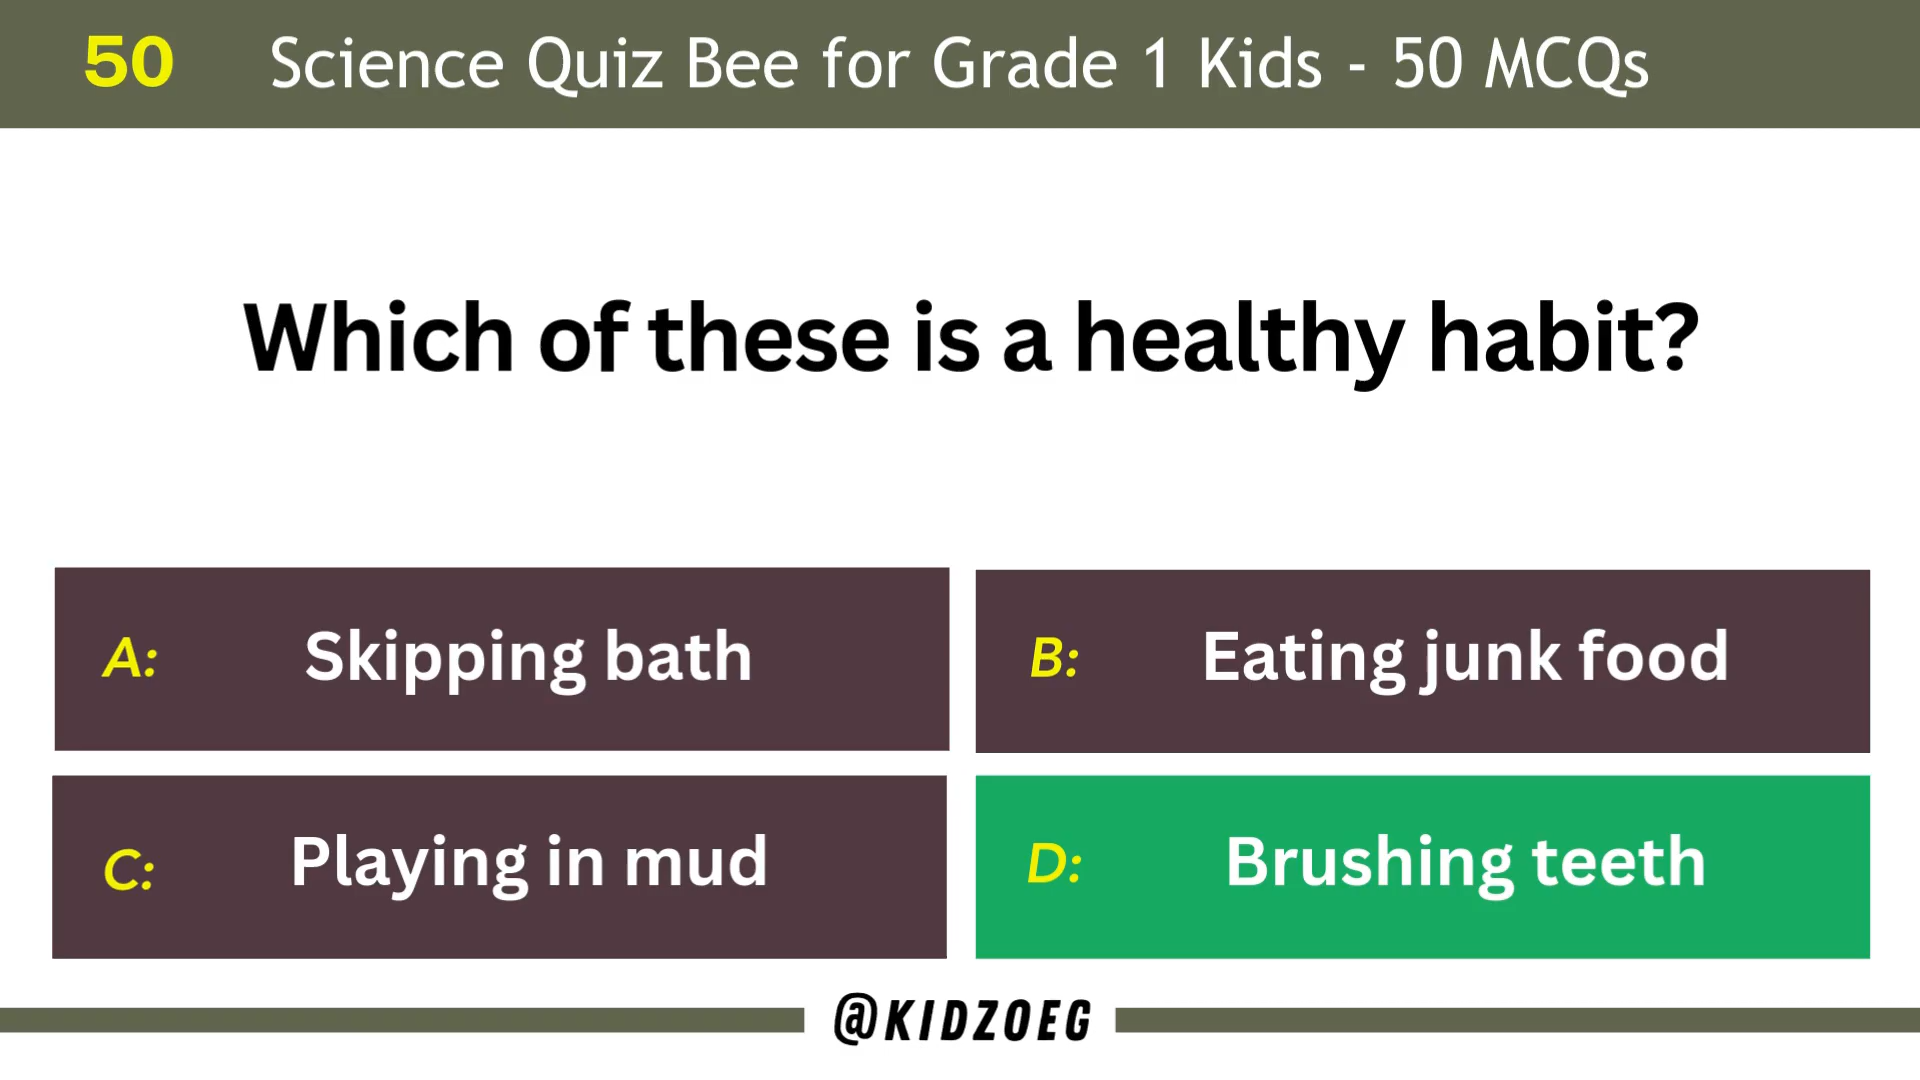 50 Science Quiz Bee for Grade 1 Kids - 50 MCQs
Which of these is a healthy habit?
A: Skipping bath
B: Eating junk food
C: Playing in mud
D: Brushing teeth
@KIDZOEG